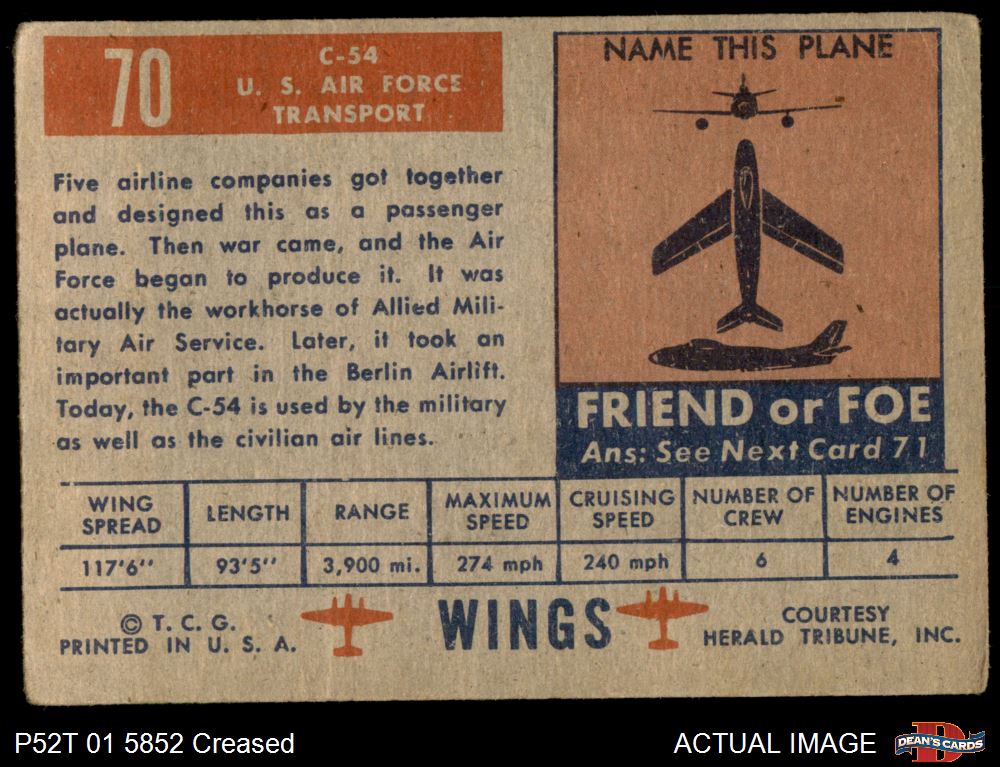 70
C-54
U. S. AIR FORCE
TRANSPORT
Five airline companies got together
and designed this as a passenger
plane. Then war came, and the Air
Force began to produce it. It was
actually the workhorse of Allied Mili-
tary Air Service. Later, it took an
important part in the Berlin Airlift.
Today, the C-54 is used by the military
as well as the civilian air lines.
NAME THIS PLANE
FRIEND or FOE
Ans: See Next Card 71
WING SPREAD LENGTH RANGE MAXIMUM SPEED CRUISING SPEED NUMBER OF CREW NUMBER OF ENGINES
117'6'' 93'5'' 3,900 mi. 274 mph 240 mph 6 4
© T. C. G.
PRINTED IN U. S. A.
WINGS
COURTESY
HERALD TRIBUNE, INC.
P52T 01 5852 Creased
ACTUAL IMAGE
D
DEAN'S CARDS